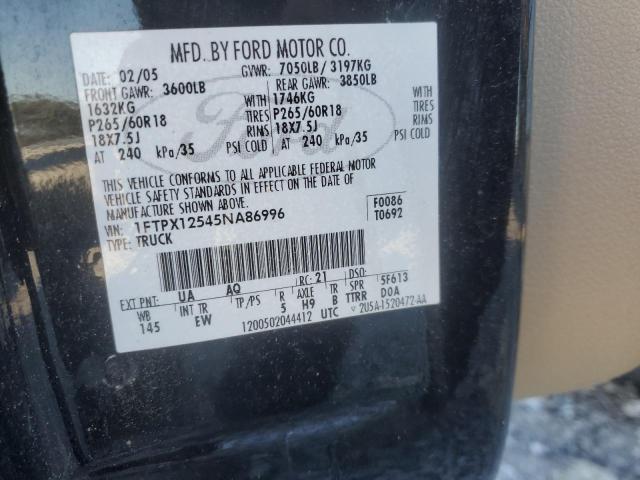 MFD. BY FORD MOTOR CO.
DATE: 02/05 GVWR: 7050LB/3197KG
FRONT GAWR: 3600LB REAR GAWR: 3850LB
1632KG WITH 1746KG WITH
P265/60R18 TIRES P265/60R18 TIRES
18X7.5J RIMS 18X7.5J RIMS
AT 240 kPa/35 PSI COLD AT 240 kPa/35 PSI COLD
THIS VEHICLE CONFORMS TO ALL APPLICABLE FEDERAL MOTOR
VEHICLE SAFETY STANDARDS IN EFFECT ON THE DATE OF
MANUFACTURE SHOWN ABOVE.
VIN: 1FTPX12545NA86996 F0086
TYPE: TRUCK T0692
EXT PNT: UA AQ RC: 21 DSO:
WB INT TR TP/PS R AXLE TR SPR 5F613
145 EW 5 H9 B TTRR DOA
1200502044412 UTC V 2U5A-1520472-AA
Ford